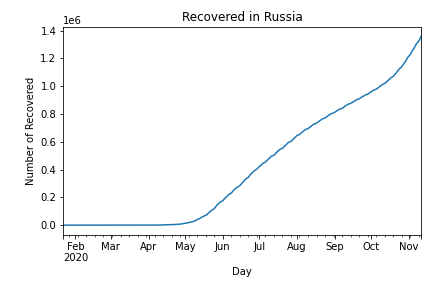 Recovered in Russia
1e6
1.4
1.2
1.0
0.8
0.6
0.4
0.2
0.0
Number of Recovered
Feb Mar Apr May Jun Jul Aug Sep Oct Nov
2020
Day